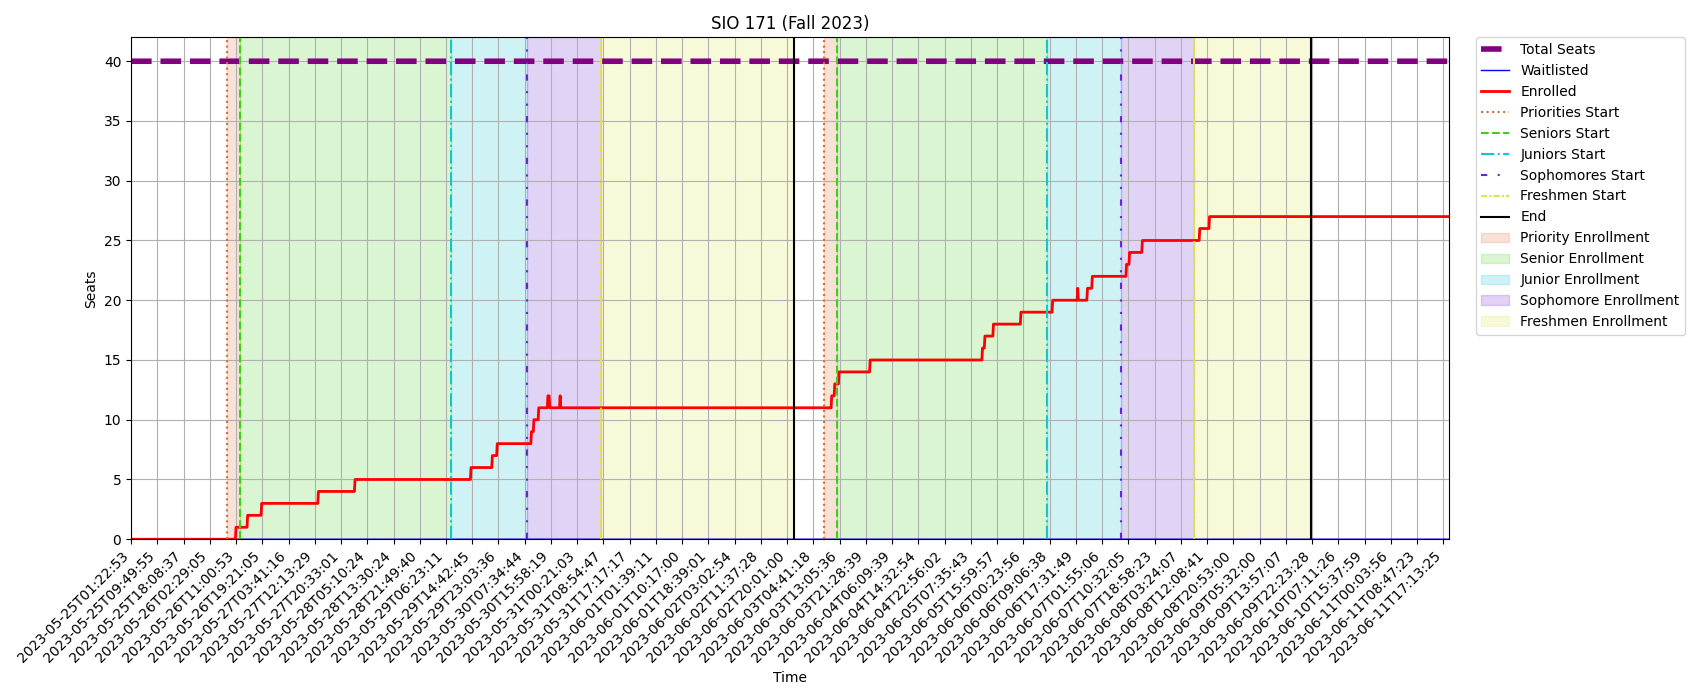 SIO 171 (Fall 2023)
40
35
30
25
20
15
10
5
0
Seats
2023-05-25T01:22:53
2023-05-25T09:49:55
2023-05-25T18:08:37
2023-05-26T02:29:05
2023-05-26T11:00:53
2023-05-26T19:21:05
2023-05-27T03:41:16
2023-05-27T12:13:29
2023-05-27T20:33:01
2023-05-28T05:10:24
2023-05-28T13:30:24
2023-05-28T21:49:40
2023-05-29T06:23:11
2023-05-29T14:42:45
2023-05-29T23:03:36
2023-05-30T07:34:44
2023-05-30T15:58:19
2023-05-31T00:21:03
2023-05-31T08:54:47
2023-05-31T17:17:17
2023-06-01T01:39:11
2023-06-01T10:17:00
2023-06-01T18:39:01
2023-06-02T03:02:54
2023-06-02T11:37:28
2023-06-02T20:01:00
2023-06-03T04:41:18
2023-06-03T13:05:36
2023-06-03T21:28:39
2023-06-04T06:09:39
2023-06-04T14:32:54
2023-06-04T22:56:02
2023-06-05T07:35:43
2023-06-05T15:59:57
2023-06-06T00:23:56
2023-06-06T09:06:38
2023-06-06T17:31:49
2023-06-07T01:55:06
2023-06-07T10:32:05
2023-06-07T18:58:23
2023-06-08T03:24:07
2023-06-08T12:08:41
2023-06-08T20:53:00
2023-06-09T05:32:00
2023-06-09T13:57:07
2023-06-09T22:23:28
2023-06-10T07:11:26
2023-06-10T15:37:59
2023-06-11T00:03:56
2023-06-11T08:47:23
2023-06-11T17:13:25
Time
Total Seats
Waitlisted
Enrolled
Priorities Start
Seniors Start
Juniors Start
Sophomores Start
Freshmen Start
End
Priority Enrollment
Senior Enrollment
Junior Enrollment
Sophomore Enrollment
Freshmen Enrollment